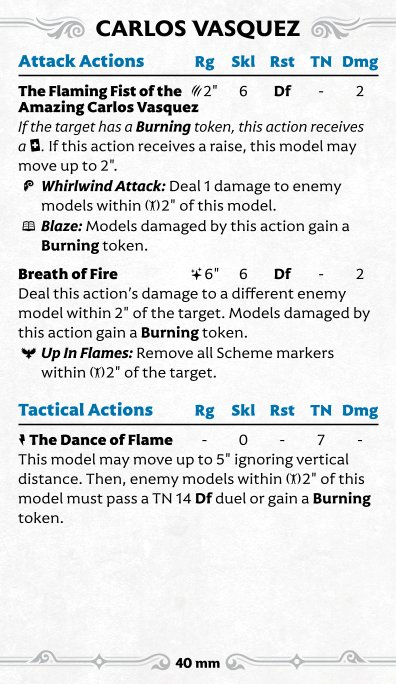 CARLOS VASQUEZ
Attack Actions Rg Skl Rst TN Dmg
The Flaming Fist of the 2" 6 Df - 2
Amazing Carlos Vasquez
If the target has a Burning token, this action receives
a . If this action receives a raise, this model may
move up to 2".
Whirlwind Attack: Deal 1 damage to enemy
models within 2" of this model.
Blaze: Models damaged by this action gain a
Burning token.
Breath of Fire 6" 6 Df - 2
Deal this action's damage to a different enemy
model within 2" of the target. Models damaged by
this action gain a Burning token.
Up In Flames: Remove all Scheme markers
within 2" of the target.
Tactical Actions Rg Skl Rst TN Dmg
The Dance of Flame - 0 - 7 -
This model may move up to 5" ignoring vertical
distance. Then, enemy models within 2" of this
model must pass a TN 14 Df duel or gain a Burning
token.
40 mm